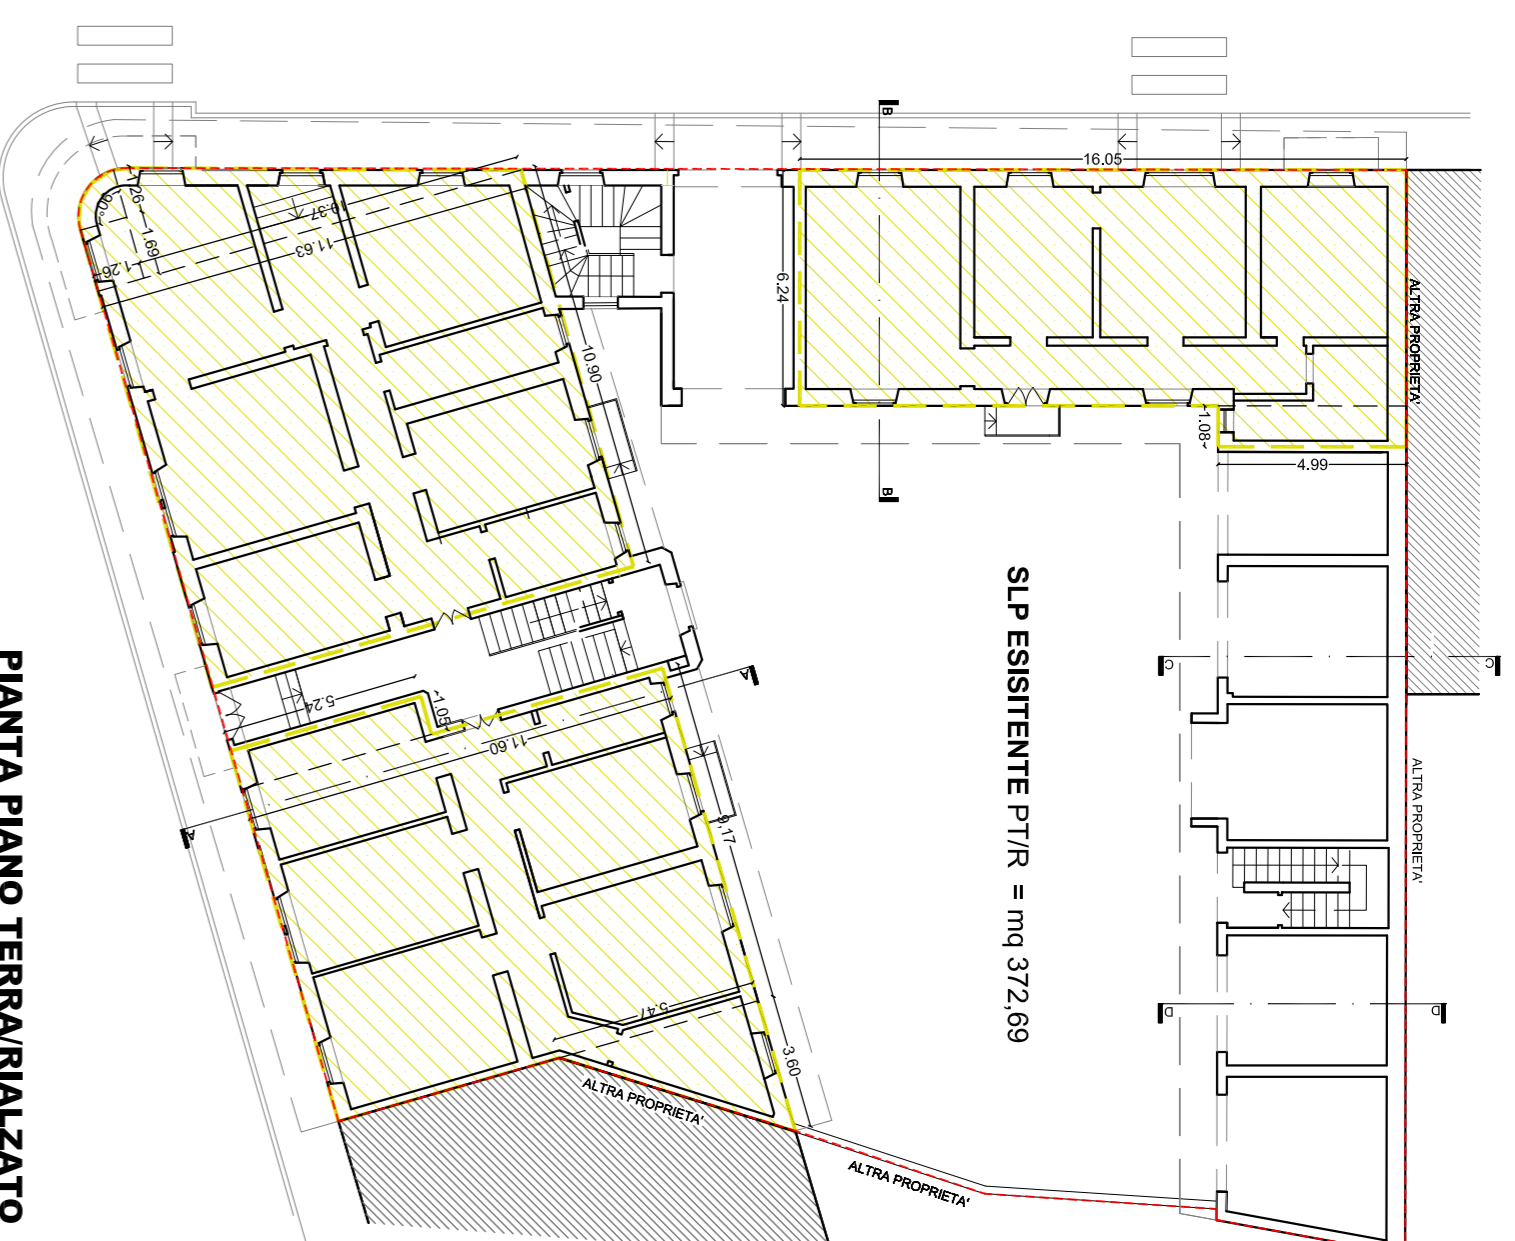 B
16.05
1.26
1.69
90°
1.26
10.37
11.63
6.24
ALTRA PROPRIETA'
10.90
1.08
4.99
B
SLP ESISITENTE PT/R = mq 372,69
C
C
A
5.24
1.05
11.60
ALTRA PROPRIETA'
9,17
A
PIANTA PIANO TERRA/RIALZATO
5.47
D
D
3.60
ALTRA PROPRIETA'
ALTRA PROPRIETA'